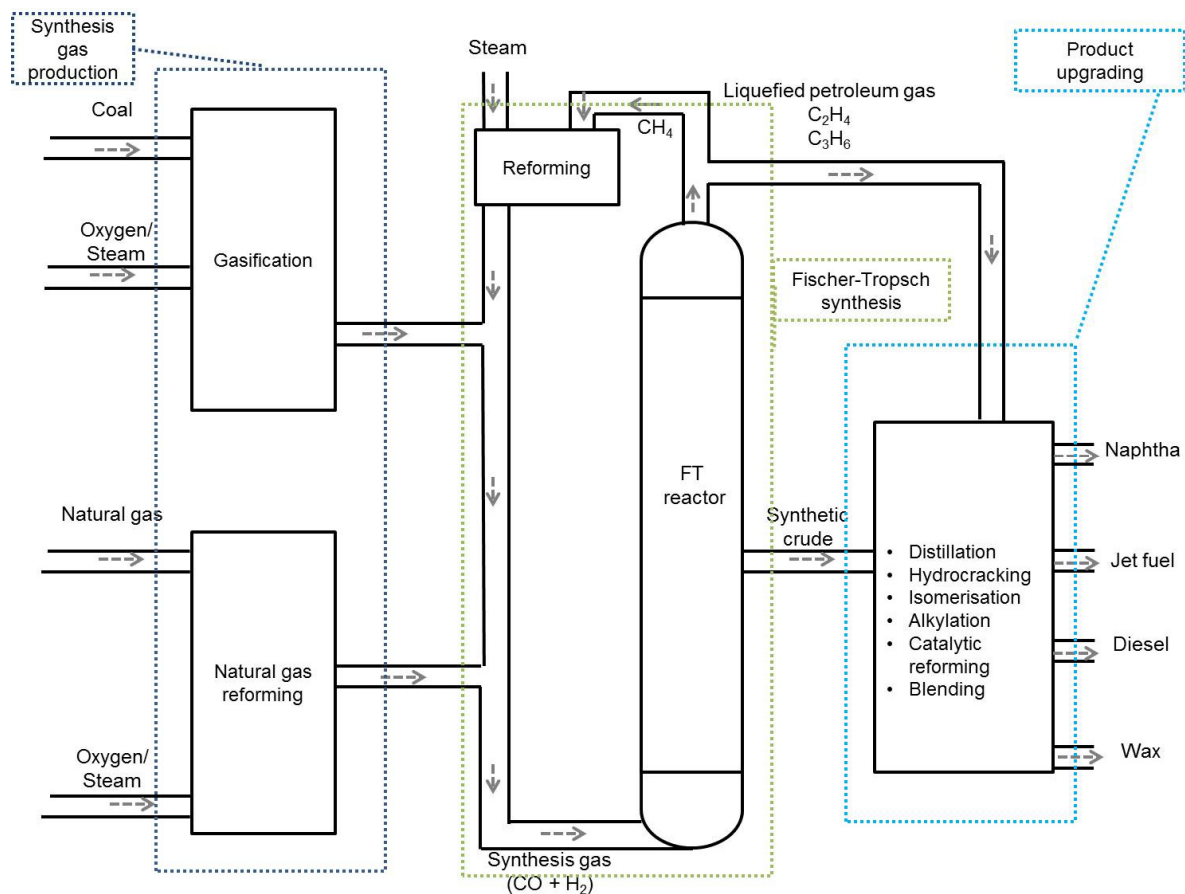 Synthesis
gas
production
Steam
Product
upgrading
Coal
Liquefied petroleum gas
C₂H₄
C₃H₆
CH₄
Reforming
Oxygen/
Steam
Gasification
Fischer-Tropsch
synthesis
Naphtha
FT
reactor
Natural gas
Synthetic
crude
• Distillation
• Hydrocracking
• Isomerisation
• Alkylation
• Catalytic
reforming
• Blending
Jet fuel
Diesel
Natural gas
reforming
Oxygen/
Steam
Wax
Synthesis gas
(CO + H₂)